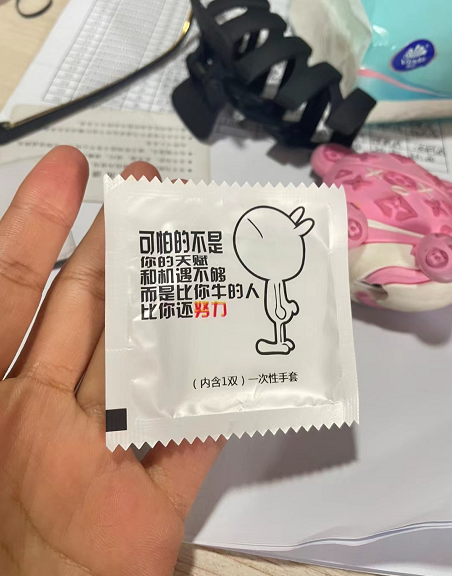 可怕的不是
你的天赋
和机遇不够
而是比你牛的人
比你还努力
（内含1双）一次性手套